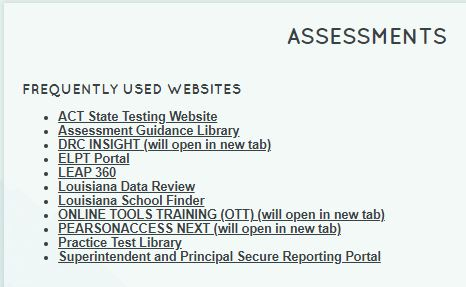 ASSESSMENTS
FREQUENTLY USED WEBSITES
ACT State Testing Website
Assessment Guidance Library
DRC INSIGHT (will open in new tab)
ELPT Portal
LEAP 360
Louisiana Data Review
Louisiana School Finder
ONLINE TOOLS TRAINING (OTT) (will open in new tab)
PEARSONACCESS NEXT (will open in new tab)
Practice Test Library
Superintendent and Principal Secure Reporting Portal